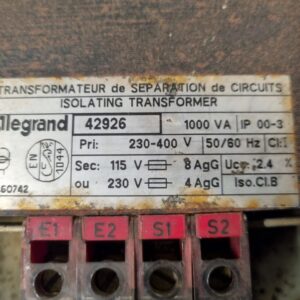 TRANSFORMATEUR de SEPARATION de CIRCUITS
ISOLATING TRANSFORMER
legrand 42926 1000 VA IP 00-3
Pri: 230-400 V 50/60 Hz Cl:I
Sec: 115 V 8 AgG Ucc 2.4 %
ou 230 V 4 AgG Iso.Cl.B
EN
60742
E1 E2 S1 S2